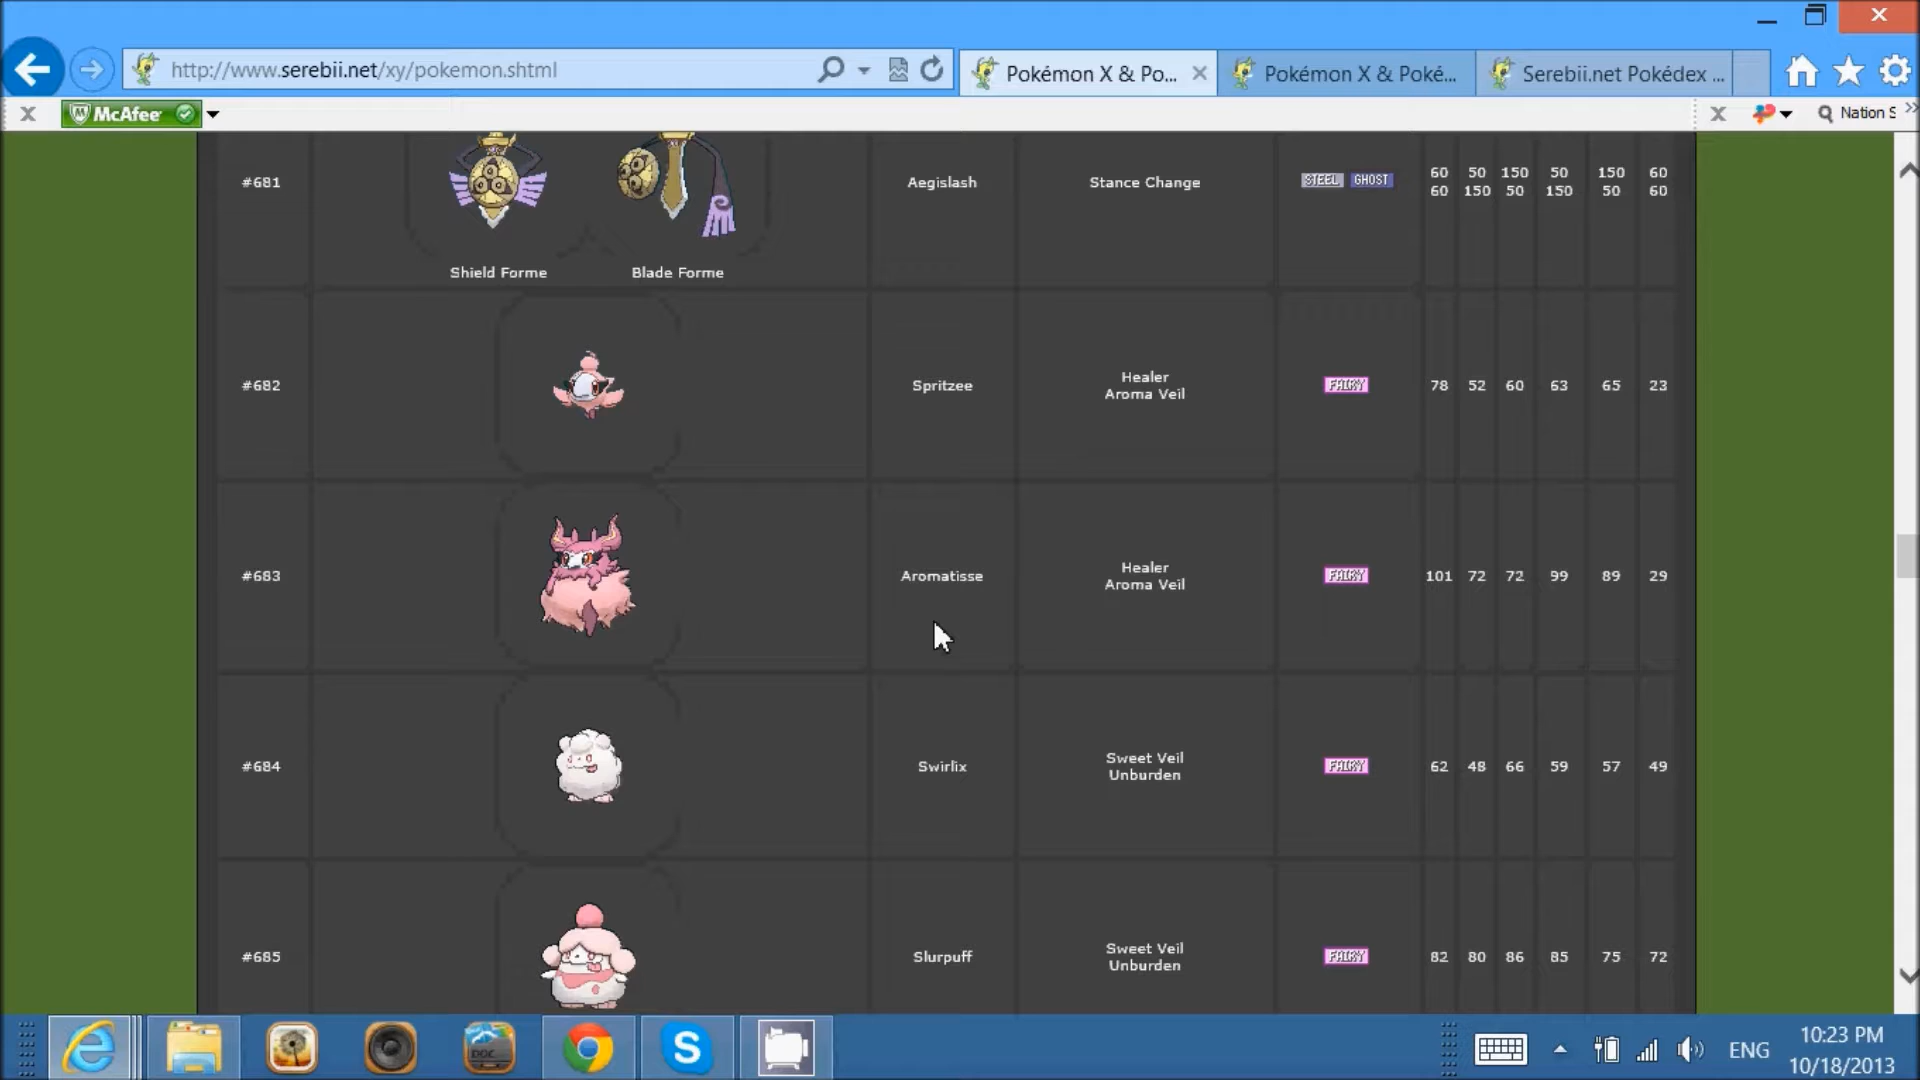 http://www.serebii.net/xy/pokemon.shtml
Pokémon X & Po...
Pokémon X & Poké...
Serebii.net Pokédex ...
McAfee
Nation S
#681
Aegislash
Stance Change
STEEL GHOST
60 50 150 50 150 60
60 150 50 150 50 60
Shield Forme
Blade Forme
#682
Spritzee
Healer
Aroma Veil
FAIRY
78 52 60 63 65 23
#683
Aromatisse
Healer
Aroma Veil
FAIRY
101 72 72 99 89 29
#684
Swirlix
Sweet Veil
Unburden
FAIRY
62 48 66 59 57 49
#685
Slurpuff
Sweet Veil
Unburden
FAIRY
82 80 86 85 75 72
DOC
ENG
10:23 PM
10/18/2013